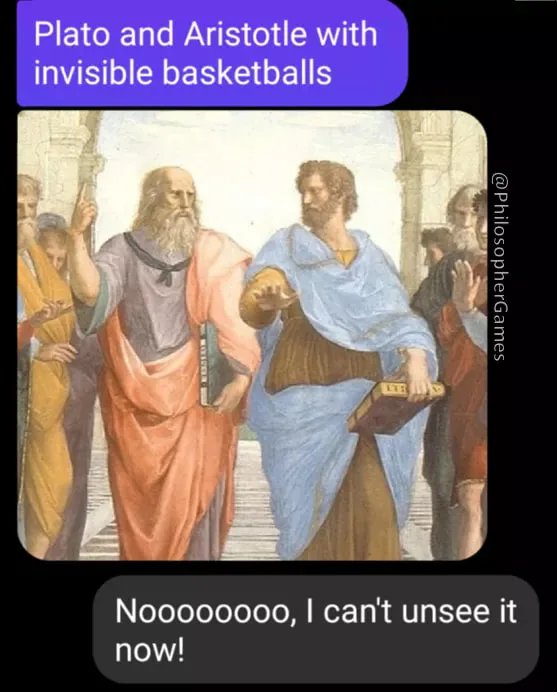 Plato and Aristotle with
invisible basketballs
@PhilosopherGames
Noooooooo, I can't unsee it
now!